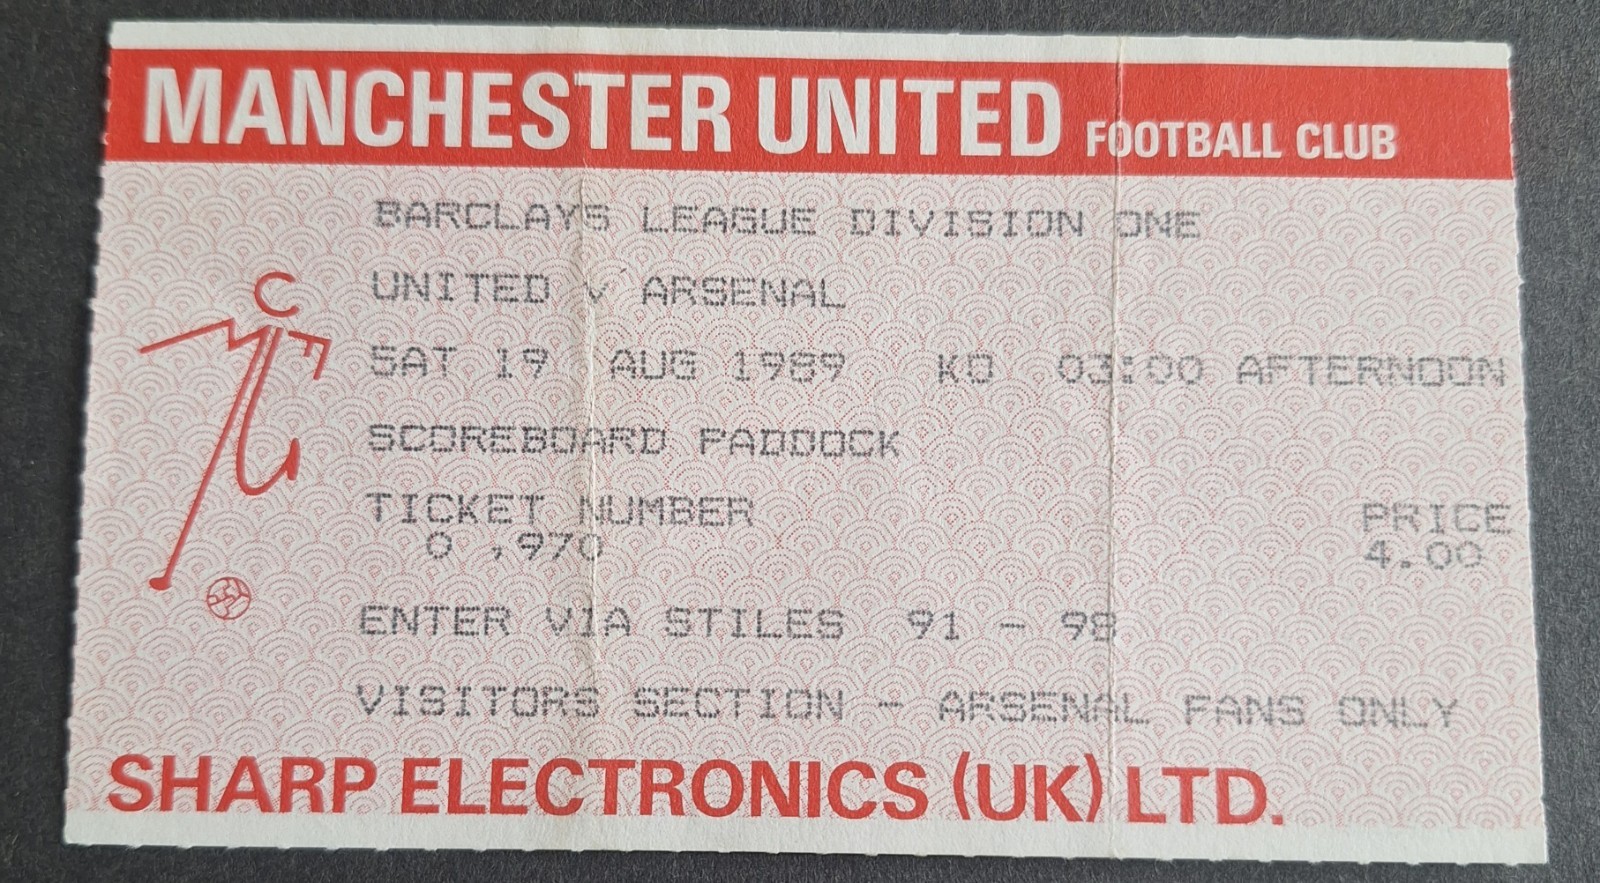 MANCHESTER UNITED FOOTBALL CLUB
BARCLAYS LEAGUE DIVISION ONE
UNITED v ARSENAL
SAT 19 AUG 1989 KO 03:00 AFTERNOON
SCOREBOARD PADDOCK
TICKET NUMBER PRICE
0 ,970 4.00
ENTER VIA STILES 91 - 98
VISITORS SECTION - ARSENAL FANS ONLY
SHARP ELECTRONICS (UK) LTD.